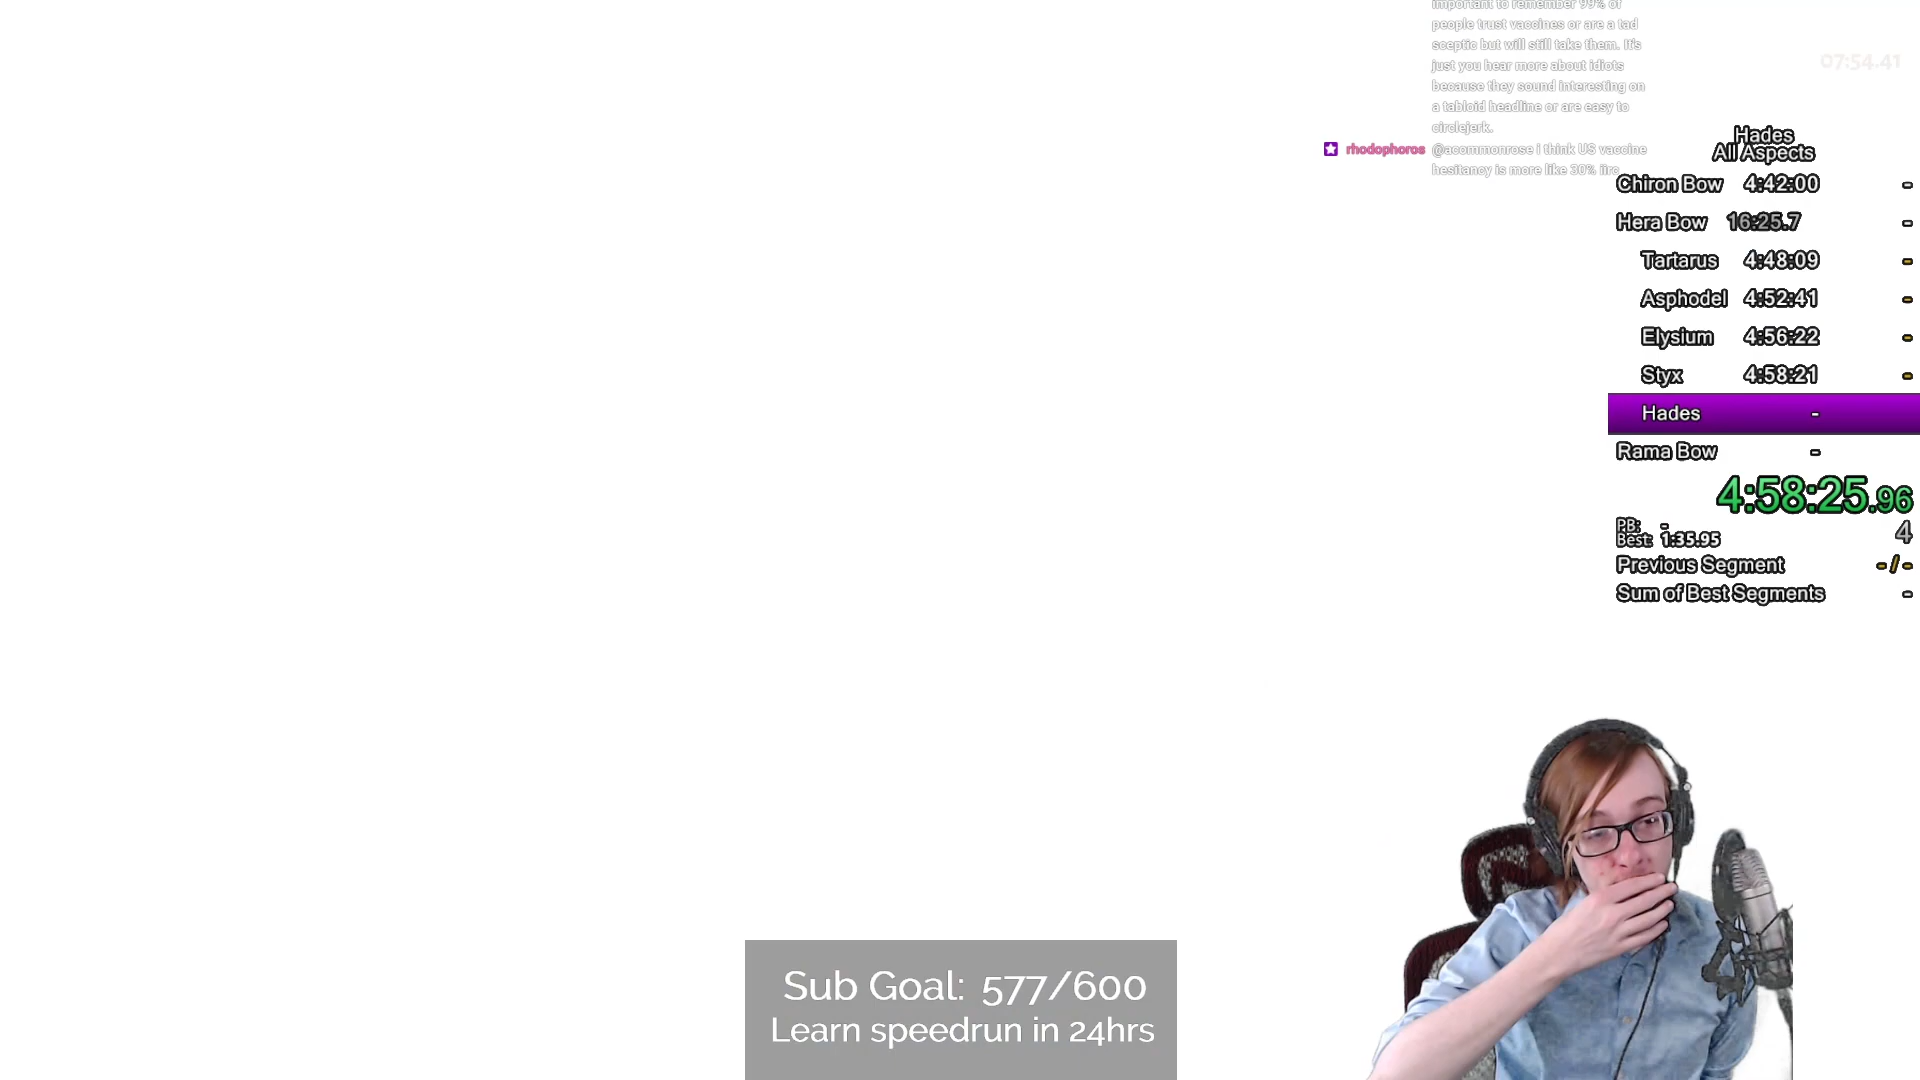 important to remember 99% of
people trust vaccines or are a tad
sceptic but will still take them. It's
just you hear more about idiots
because they sound interesting on
a tabloid headline or are easy to
circlejerk.
rhodophoros @acommonrose i think US vaccine
hesitancy is more like 30% iirc
07:54.41
Hades
All Aspects
Chiron Bow 4:42:00 -
Hera Bow 16:25.7 -
Tartarus 4:48:09 -
Asphodel 4:52:41 -
Elysium 4:56:22 -
Styx 4:58:21 -
Hades -
Rama Bow -
4:58:25.96
PB: - 4
Best: 1:35.95
Previous Segment - / -
Sum of Best Segments -
Sub Goal: 577/600
Learn speedrun in 24hrs